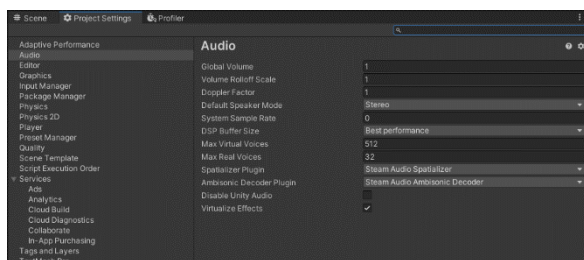 Scene Project Settings Profiler
Adaptive Performance
Audio
Editor
Graphics
Input Manager
Package Manager
Physics
Physics 2D
Player
Preset Manager
Quality
Scene Template
Script Execution Order
Services
Ads
Analytics
Cloud Build
Cloud Diagnostics
Collaborate
In-App Purchasing
Tags and Layers
Audio
Global Volume 1
Volume Rolloff Scale 1
Doppler Factor 1
Default Speaker Mode Stereo
System Sample Rate 0
DSP Buffer Size Best performance
Max Virtual Voices 512
Max Real Voices 32
Spatializer Plugin Steam Audio Spatializer
Ambisonic Decoder Plugin Steam Audio Ambisonic Decoder
Disable Unity Audio
Virtualize Effects